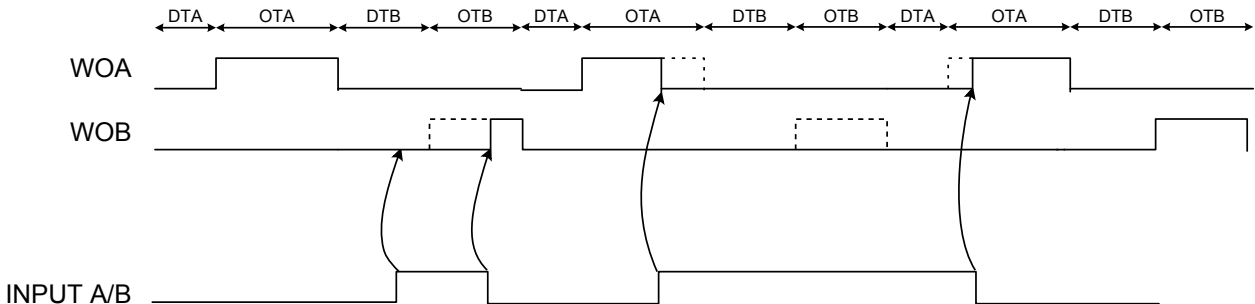 DTA OTA DTB OTB DTA OTA DTB OTB DTA OTA DTB OTB
WOA
WOB
INPUT A/B